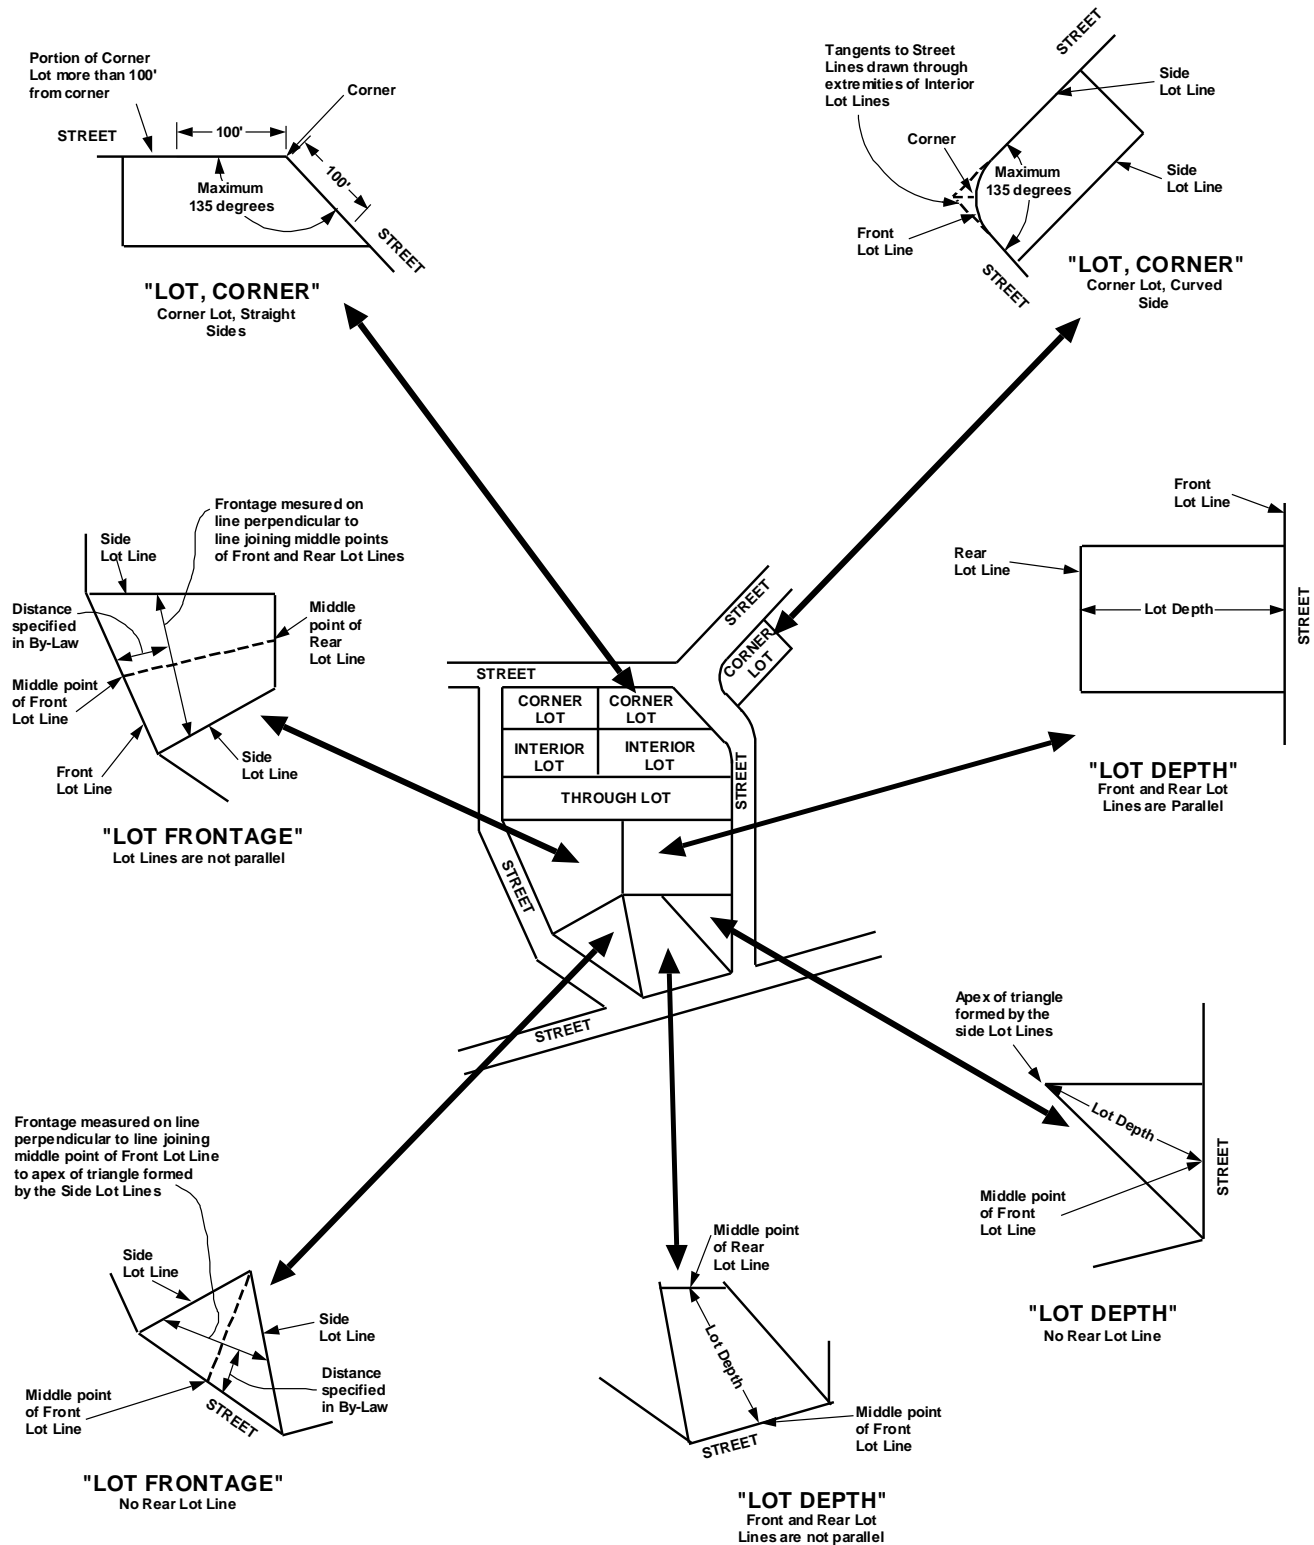 Portion of Corner
Lot more than 100'
from corner
Corner
STREET
100'
100'
Maximum
135 degrees
STREET
"LOT, CORNER"
Corner Lot, Straight
Sides
STREET
Tangents to Street
Lines drawn through
extremities of Interior
Lot Lines
Side
Lot Line
Corner
Maximum
135 degrees
Side
Lot Line
Front
Lot Line
STREET
"LOT, CORNER"
Corner Lot, Curved
Side
Frontage mesured on
line perpendicular to
line joining middle points
of Front and Rear Lot Lines
Side
Lot Line
Distance
specified
in By-Law
Middle
point of
Rear
Lot Line
Middle point
of Front
Lot Line
Side
Lot Line
Front
Lot Line
"LOT FRONTAGE"
Lot Lines are not parallel
Front
Lot Line
Rear
Lot Line
Lot Depth
STREET
"LOT DEPTH"
Front and Rear Lot
Lines are Parallel
STREET
CORNER
LOT
STREET
CORNER
LOT
CORNER
LOT
INTERIOR
LOT
INTERIOR
LOT
STREET
THROUGH LOT
STREET
STREET
Apex of triangle
formed by the
side Lot Lines
Lot Depth
STREET
Middle point
of Front
Lot Line
"LOT DEPTH"
No Rear Lot Line
Frontage measured on line
perpendicular to line joining
middle point of Front Lot Line
to apex of triangle formed
by the Side Lot Lines
Side
Lot Line
Side
Lot Line
Distance
specified
in By-Law
Middle point
of Front
Lot Line
STREET
"LOT FRONTAGE"
No Rear Lot Line
Middle point
of Rear
Lot Line
Lot Depth
Middle point
of Front
Lot Line
STREET
"LOT DEPTH"
Front and Rear Lot
Lines are not parallel